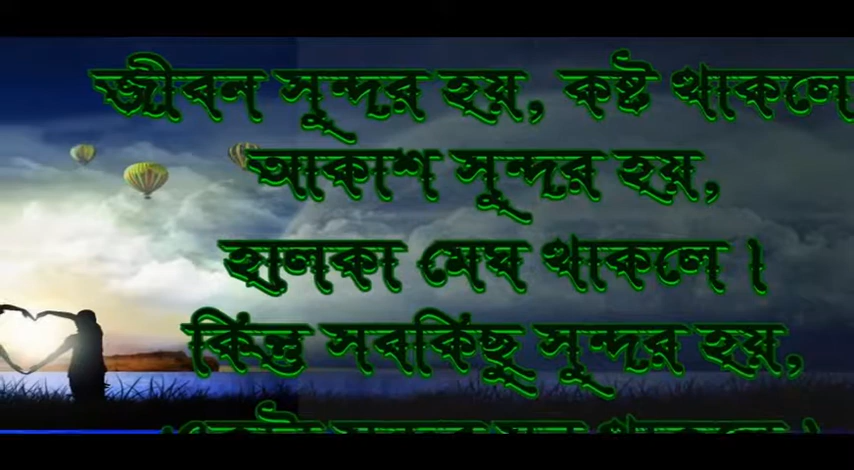 জীবন সুন্দর হয়, কষ্ট থাকলে
আকাশ সুন্দর হয়,
হালকা মেঘ থাকলে ।
কিন্তু সবকিছু সুন্দর হয়,